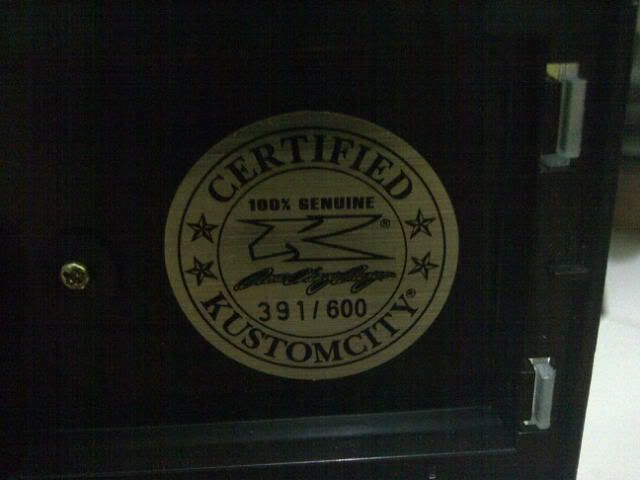 CERTIFIED
100% GENUINE
®
391/600
KUSTOMCITY®